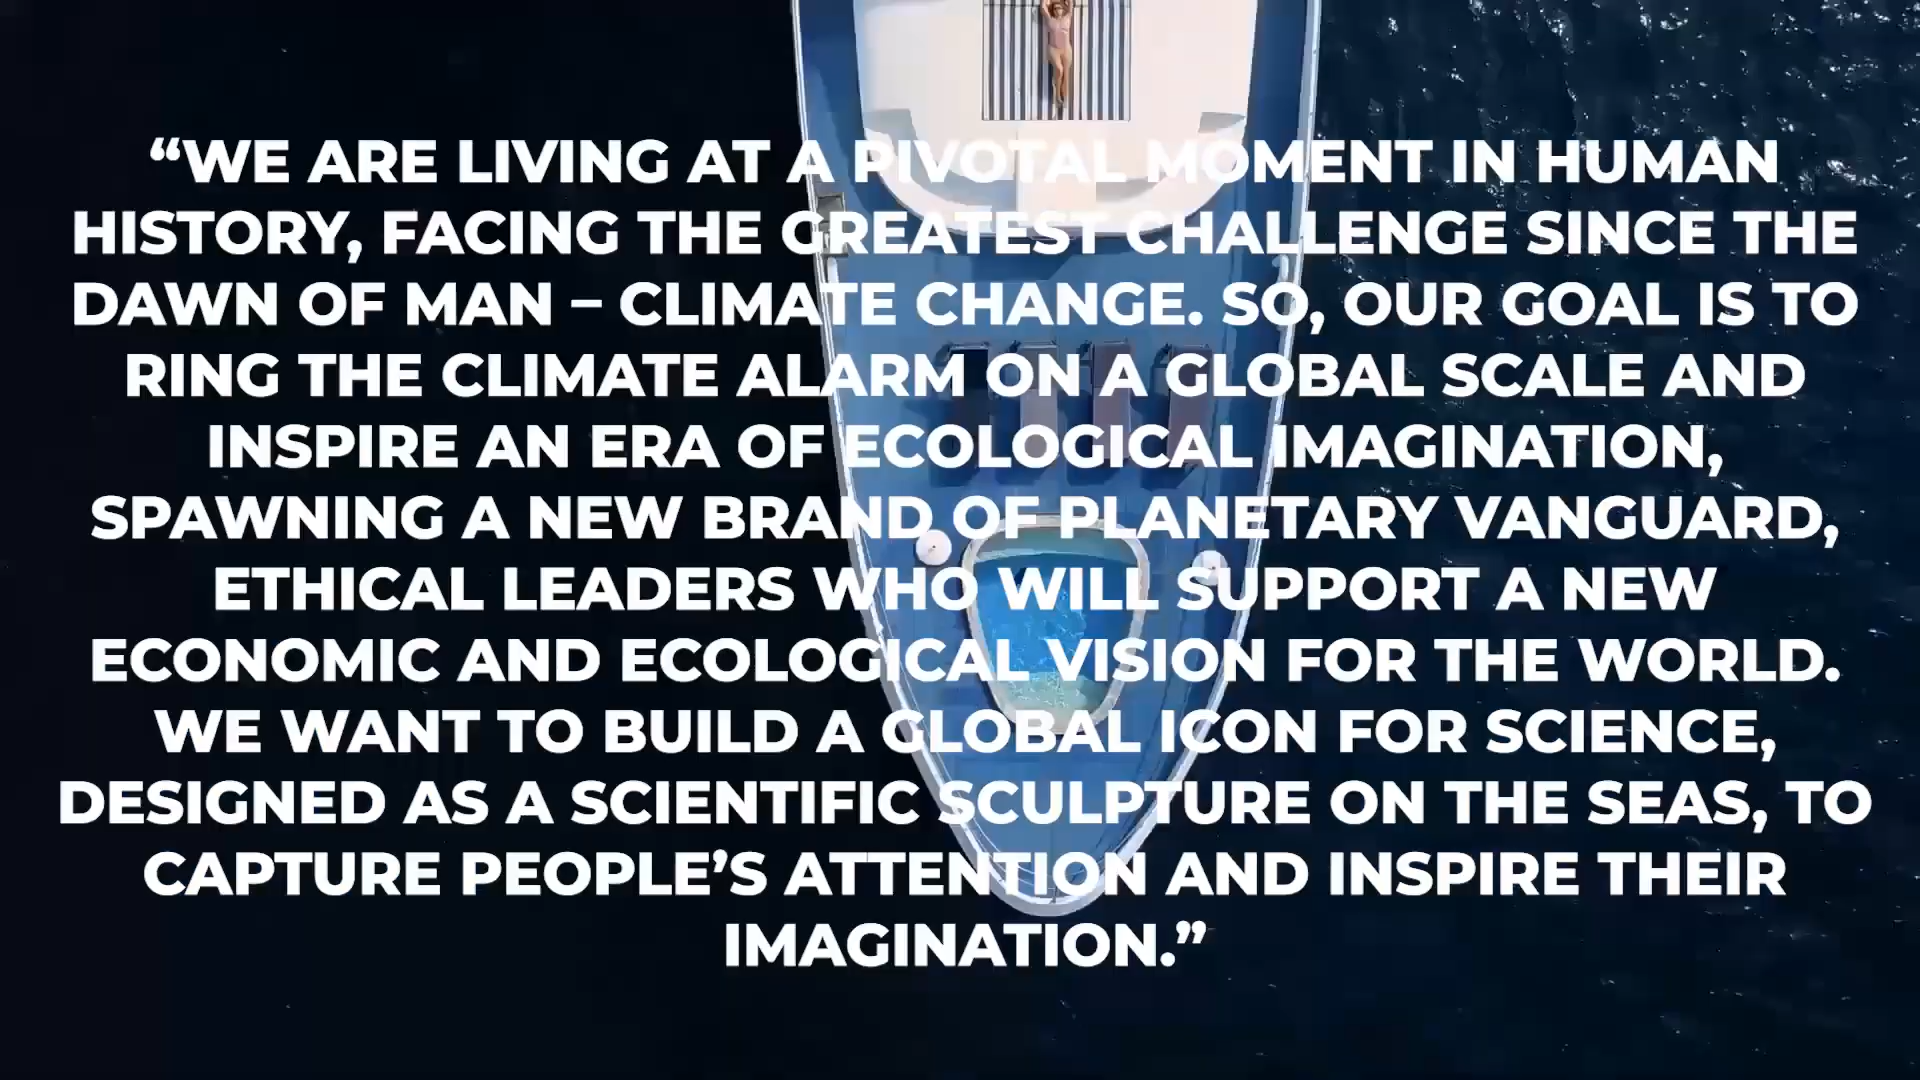 “WE ARE LIVING AT A PIVOTAL MOMENT IN HUMAN
HISTORY, FACING THE GREATEST CHALLENGE SINCE THE
DAWN OF MAN – CLIMATE CHANGE. SO, OUR GOAL IS TO
RING THE CLIMATE ALARM ON A GLOBAL SCALE AND
INSPIRE AN ERA OF ECOLOGICAL IMAGINATION,
SPAWNING A NEW BRAND OF PLANETARY VANGUARD,
ETHICAL LEADERS WHO WILL SUPPORT A NEW
ECONOMIC AND ECOLOGICAL VISION FOR THE WORLD.
WE WANT TO BUILD A GLOBAL ICON FOR SCIENCE,
DESIGNED AS A SCIENTIFIC SCULPTURE ON THE SEAS, TO
CAPTURE PEOPLE’S ATTENTION AND INSPIRE THEIR
IMAGINATION.”